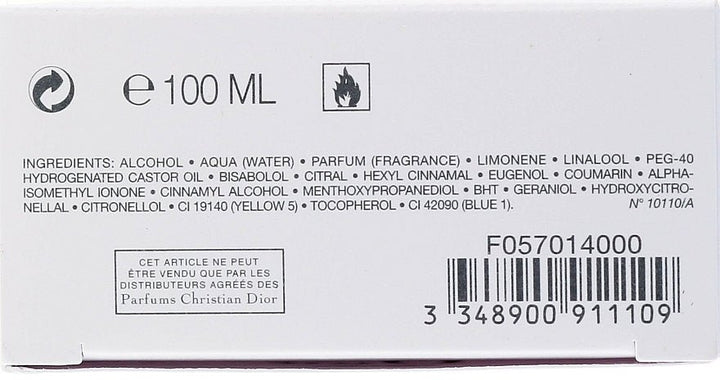 ℮ 100 ML
INGREDIENTS: ALCOHOL • AQUA (WATER) • PARFUM (FRAGRANCE) • LIMONENE • LINALOOL • PEG-40
HYDROGENATED CASTOR OIL • BISABOLOL • CITRAL • HEXYL CINNAMAL • EUGENOL • COUMARIN • ALPHA-
ISOMETHYL IONONE • CINNAMYL ALCOHOL • MENTHOXYPROPANEDIOL • BHT • GERANIOL • HYDROXYCITRO-
NELLAL • CITRONELLOL • CI 19140 (YELLOW 5) • TOCOPHEROL • CI 42090 (BLUE 1). N° 10110/A
CET ARTICLE NE PEUT
ÊTRE VENDU QUE PAR LES
DISTRIBUTEURS AGRÉÉS DES
Parfums Christian Dior
F057014000
3 348900 911109